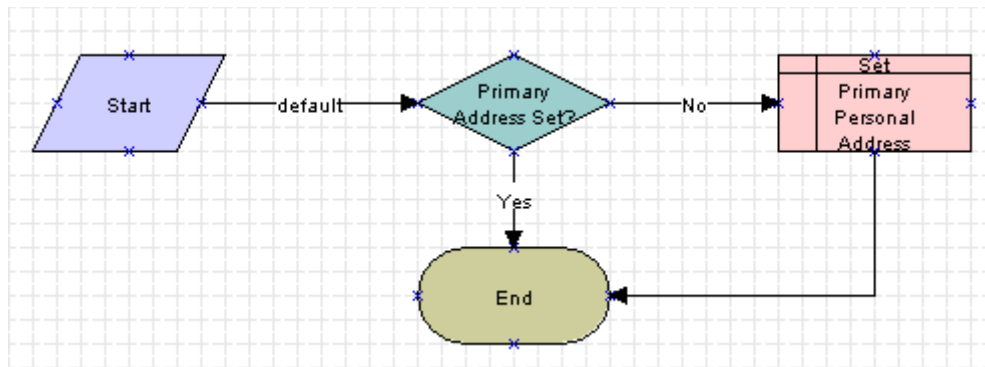 Start
default
Primary
Address Set?
No
Set
Primary
Personal
Address
Yes
End